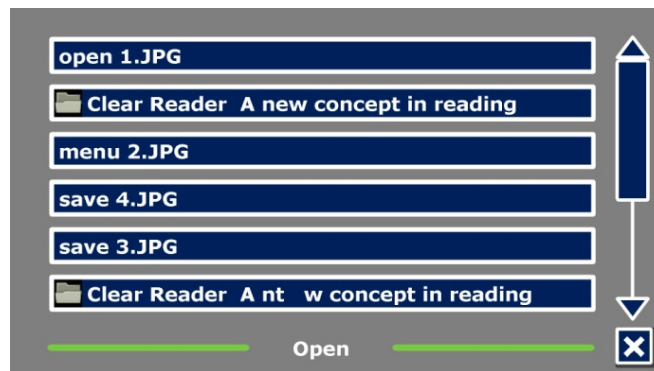 open 1.JPG
Clear Reader A new concept in reading
menu 2.JPG
save 4.JPG
save 3.JPG
Clear Reader A nt w concept in reading
Open